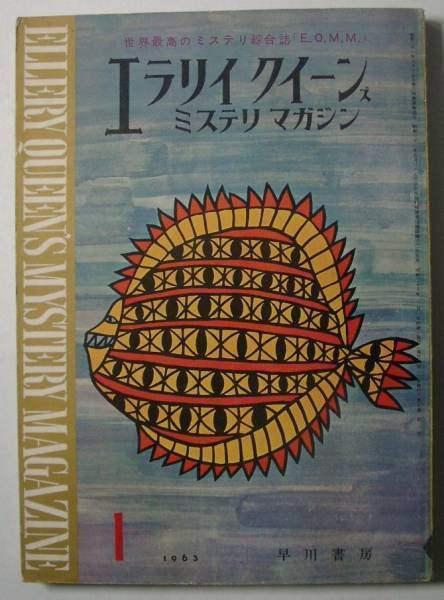 世界最高のミステリ綜合誌「E.Q.M.M.」
エラリイ クイーンズ
ミステリ マガジン
ELLERY QUEEN'S MYSTERY MAGAZINE
1
1963
早川書房